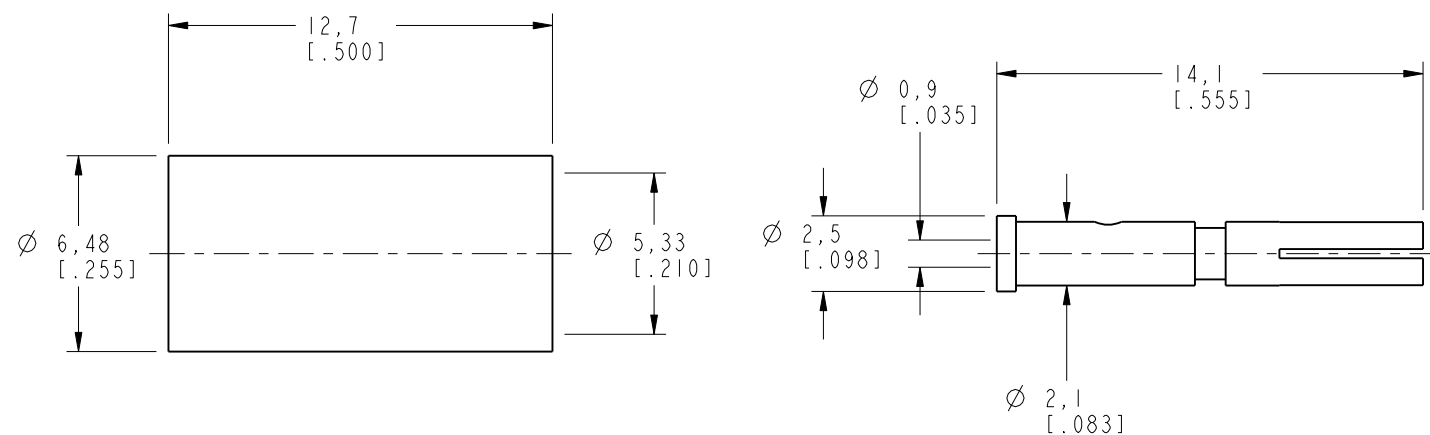 12,7
[.500]
Ø 6,48
[.255]
Ø 5,33
[.210]
14,1
[.555]
Ø 0,9
[.035]
Ø 2,5
[.098]
Ø 2,1
[.083]